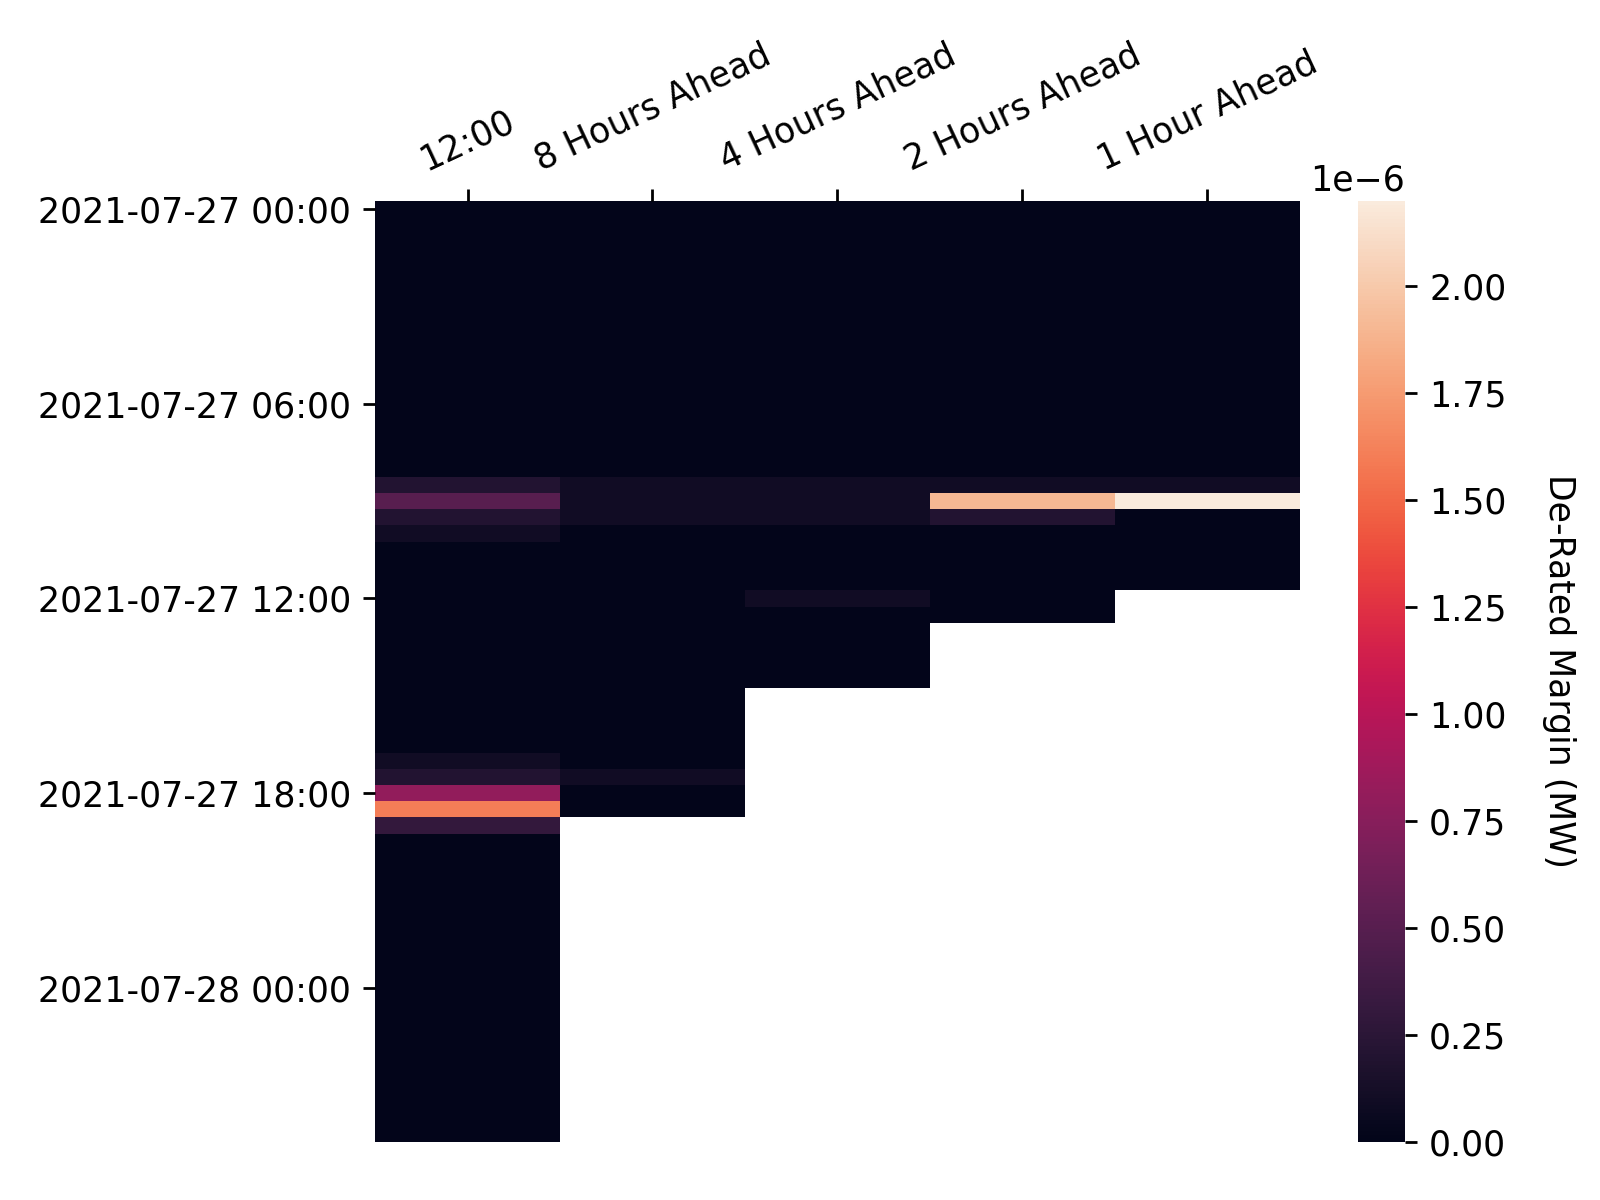 12:00
8 Hours Ahead
4 Hours Ahead
2 Hours Ahead
1 Hour Ahead
1e−6
2021-07-27 00:00
2021-07-27 06:00
2021-07-27 12:00
2021-07-27 18:00
2021-07-28 00:00
2.00
1.75
1.50
1.25
1.00
0.75
0.50
0.25
0.00
De-Rated Margin (MW)